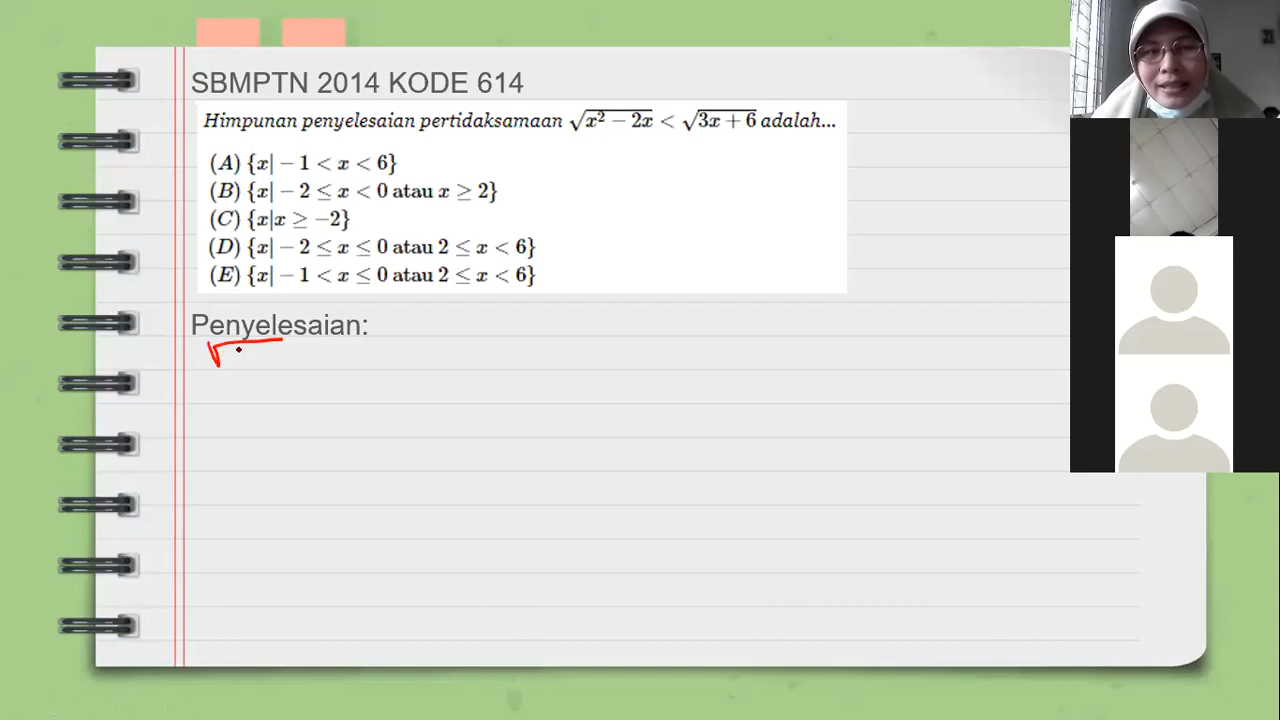 SBMPTN 2014 KODE 614
Himpunan penyelesaian pertidaksamaan √(x² − 2x) < √(3x + 6) adalah...
(A) {x| − 1 < x < 6}
(B) {x| − 2 ≤ x < 0 atau x ≥ 2}
(C) {x|x ≥ −2}
(D) {x| − 2 ≤ x ≤ 0 atau 2 ≤ x < 6}
(E) {x| − 1 < x ≤ 0 atau 2 ≤ x < 6}
Penyelesaian:
√